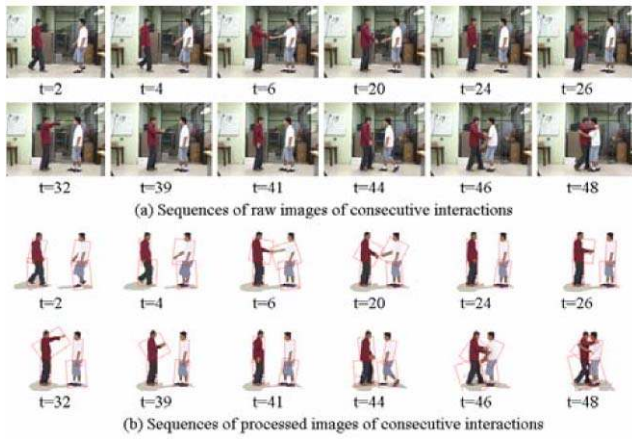 t=2 t=4 t=6 t=20 t=24 t=26
t=32 t=39 t=41 t=44 t=46 t=48
(a) Sequences of raw images of consecutive interactions
t=2 t=4 t=6 t=20 t=24 t=26
t=32 t=39 t=41 t=44 t=46 t=48
(b) Sequences of processed images of consecutive interactions